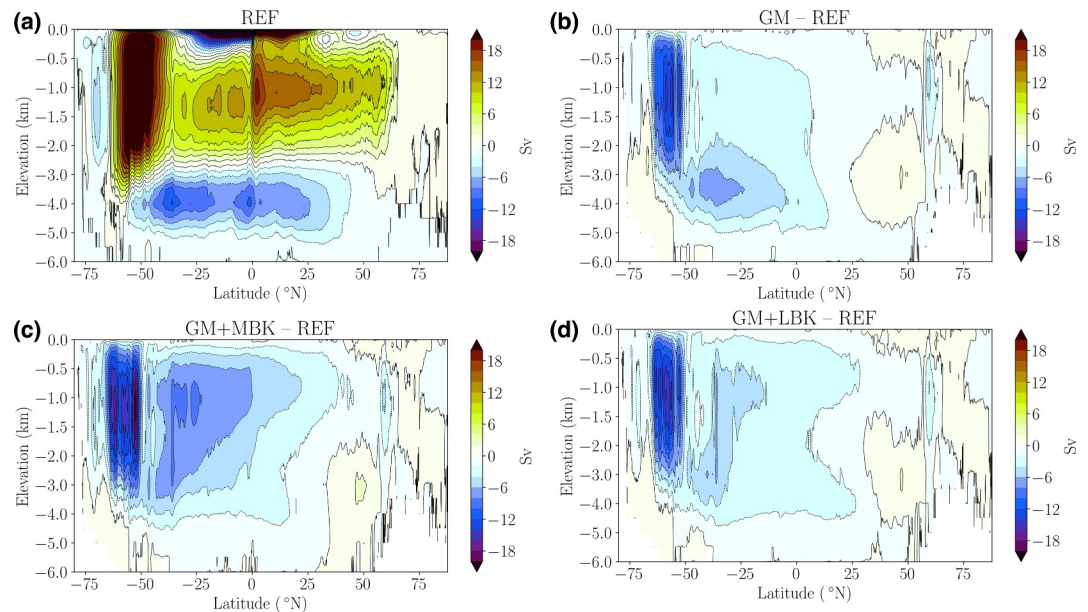 (a)
REF
0.0
−0.5
−1.0
−1.5
−2.0
−3.0
−4.0
−5.0
−6.0
Elevation (km)
−75 −50 −25 0 25 50 75
Latitude (°N)
18
12
6
0
−6
−12
−18
Sv
(b)
GM – REF
0.0
−0.5
−1.0
−1.5
−2.0
−3.0
−4.0
−5.0
−6.0
Elevation (km)
−75 −50 −25 0 25 50 75
Latitude (°N)
18
12
6
0
−6
−12
−18
Sv
(c)
GM+MBK – REF
0.0
−0.5
−1.0
−1.5
−2.0
−3.0
−4.0
−5.0
−6.0
Elevation (km)
−75 −50 −25 0 25 50 75
Latitude (°N)
18
12
6
0
−6
−12
−18
Sv
(d)
GM+LBK – REF
0.0
−0.5
−1.0
−1.5
−2.0
−3.0
−4.0
−5.0
−6.0
Elevation (km)
−75 −50 −25 0 25 50 75
Latitude (°N)
18
12
6
0
−6
−12
−18
Sv